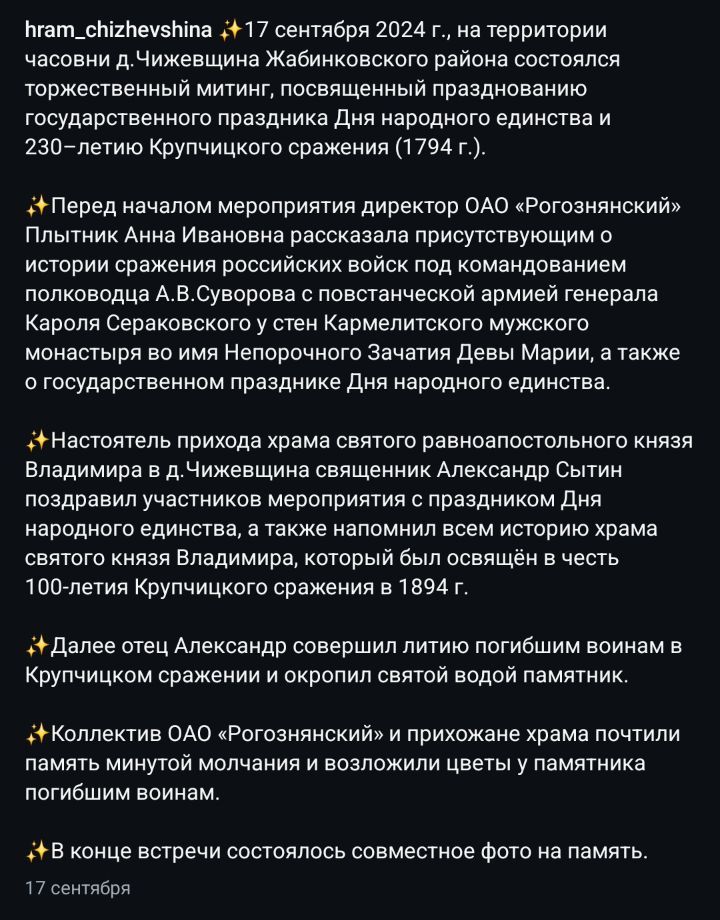 hram_chizhevshina ✨17 сентября 2024 г., на территории
часовни д.Чижевщина Жабинковского района состоялся
торжественный митинг, посвященный празднованию
государственного праздника Дня народного единства и
230–летию Крупчицкого сражения (1794 г.).
✨Перед началом мероприятия директор ОАО «Рогознянский»
Плытник Анна Ивановна рассказала присутствующим о
истории сражения российских войск под командованием
полководца А.В.Суворова с повстанческой армией генерала
Кароля Сераковского у стен Кармелитского мужского
монастыря во имя Непорочного Зачатия Девы Марии, а также
о государственном празднике Дня народного единства.
✨Настоятель прихода храма святого равноапостольного князя
Владимира в д.Чижевщина священник Александр Сытин
поздравил участников мероприятия с праздником Дня
народного единства, а также напомнил всем историю храма
святого князя Владимира, который был освящён в честь
100-летия Крупчицкого сражения в 1894 г.
✨Далее отец Александр совершил литию погибшим воинам в
Крупчицком сражении и окропил святой водой памятник.
✨Коллектив ОАО «Рогознянский» и прихожане храма почтили
память минутой молчания и возложили цветы у памятника
погибшим воинам.
✨В конце встречи состоялось совместное фото на память.
17 сентября